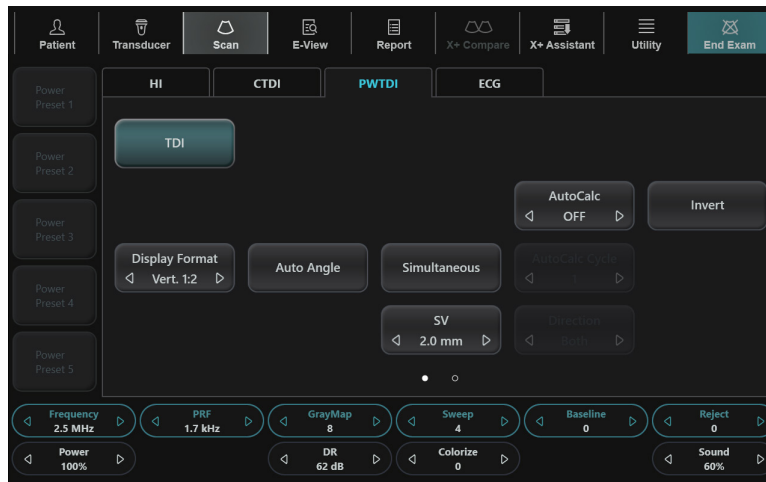 Patient
Transducer
Scan
E-View
Report
X+ Compare
X+ Assistant
Utility
End Exam
HI
CTDI
PWTDI
ECG
Power
Preset 1
Power
Preset 2
Power
Preset 3
Power
Preset 4
Power
Preset 5
TDI
AutoCalc
OFF
Invert
Display Format
Vert. 1:2
Auto Angle
Simultaneous
AutoCalc Cycle
1
SV
2.0 mm
Direction
Both
Frequency
2.5 MHz
PRF
1.7 kHz
GrayMap
8
Sweep
4
Baseline
0
Reject
0
Power
100%
DR
62 dB
Colorize
0
Sound
60%